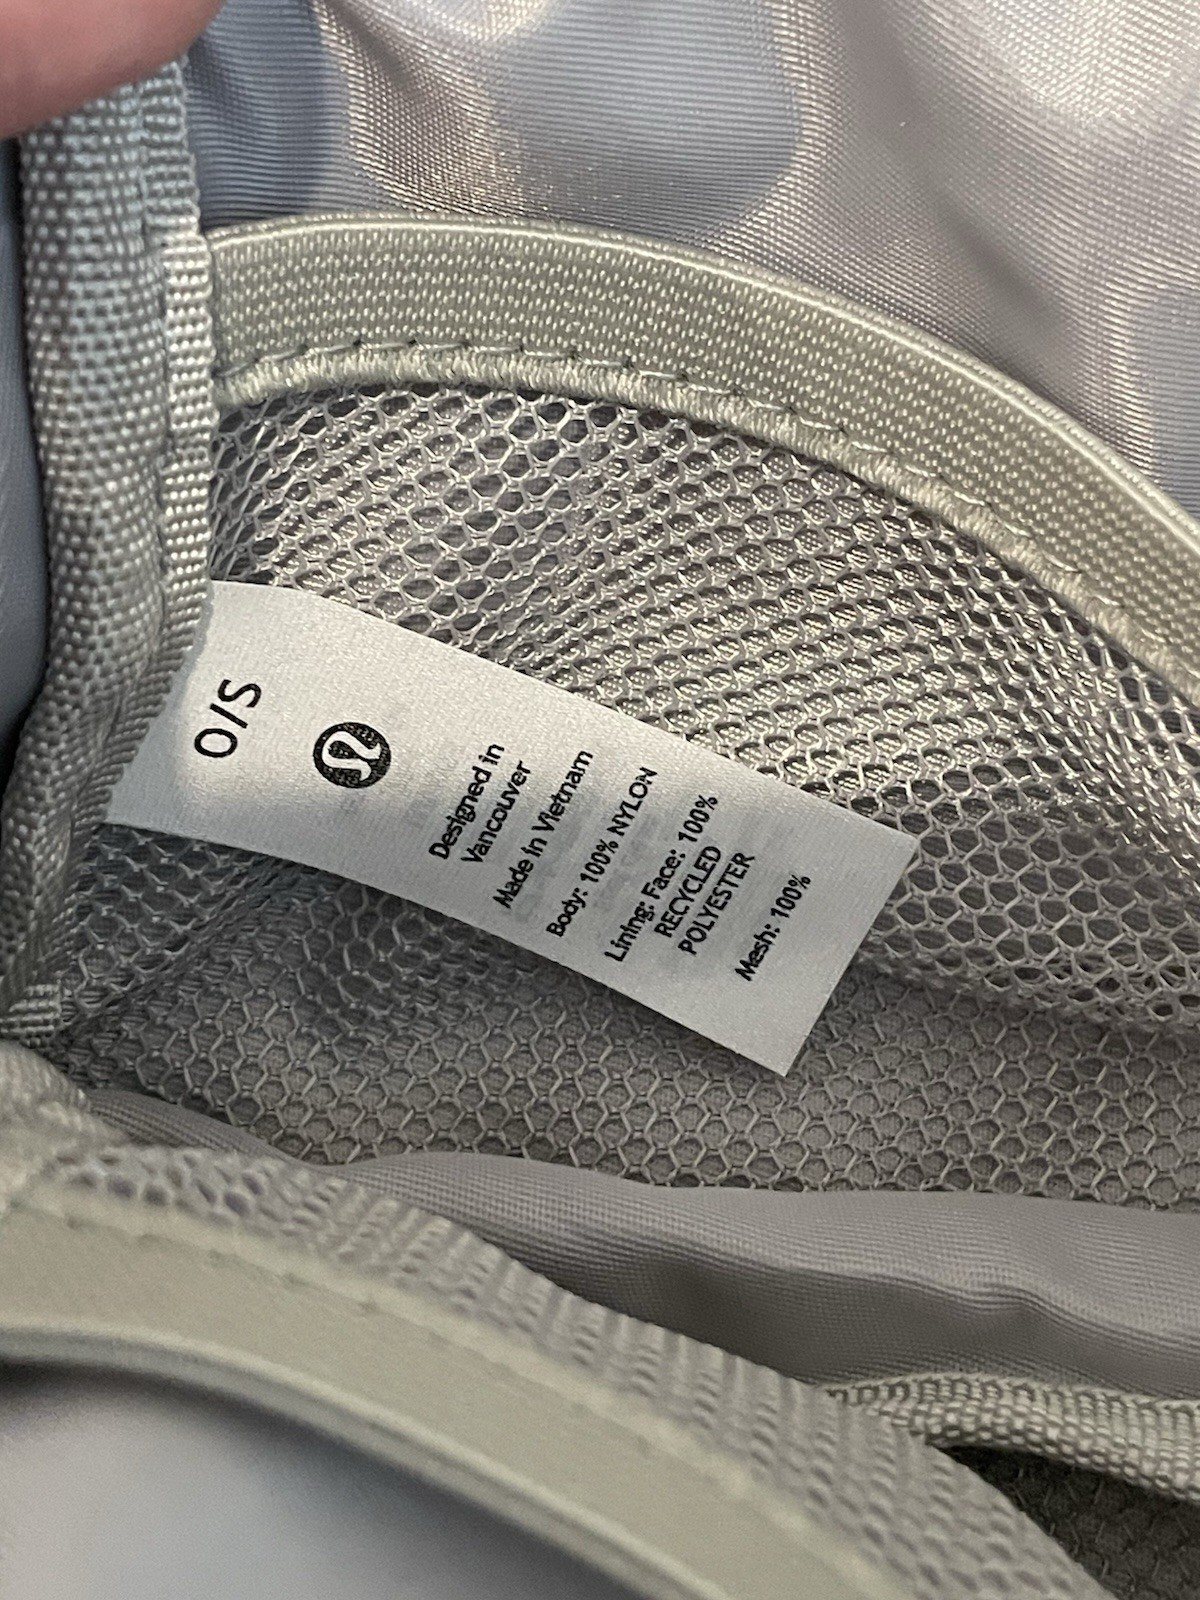 O/S
Designed in
Vancouver
Made in Vietnam
Body: 100% NYLON
Lining: Face: 100%
RECYCLED
POLYESTER
Mesh: 100%